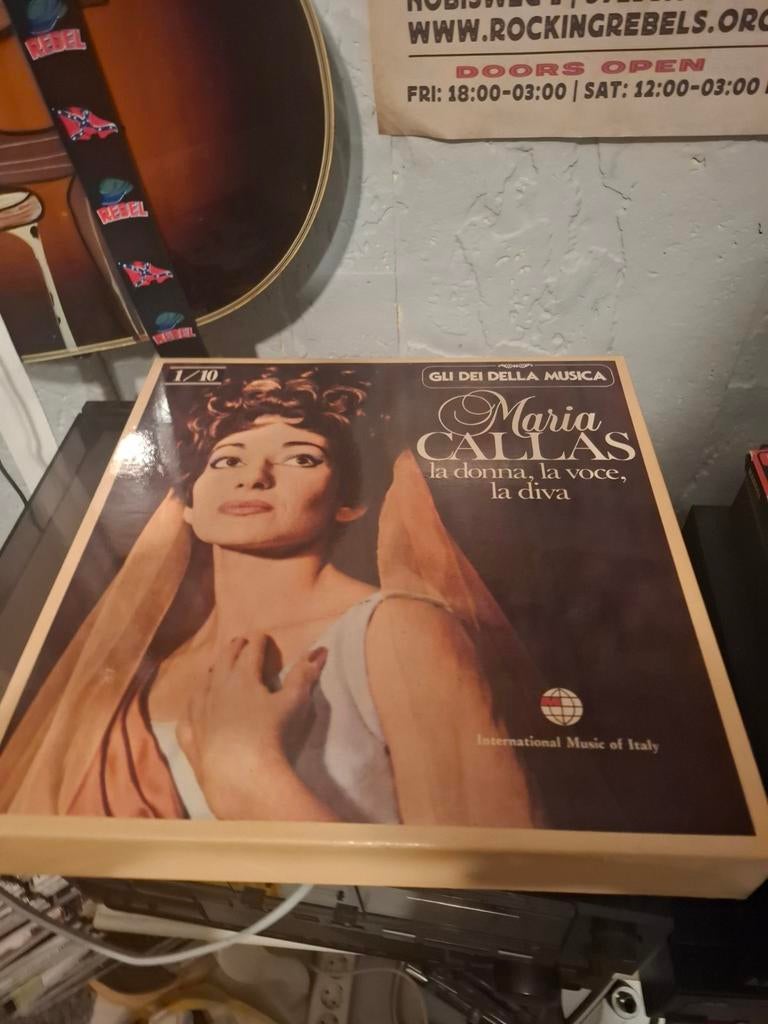 WWW.ROCKINGREBELS.ORG
DOORS OPEN
FRI: 18:00-03:00 | SAT: 12:00-03:00
REBEL
REBEL
REBEL
1/10
GLI DEI DELLA MUSICA
Maria
CALLAS
la donna, la voce,
la diva
International Music of Italy